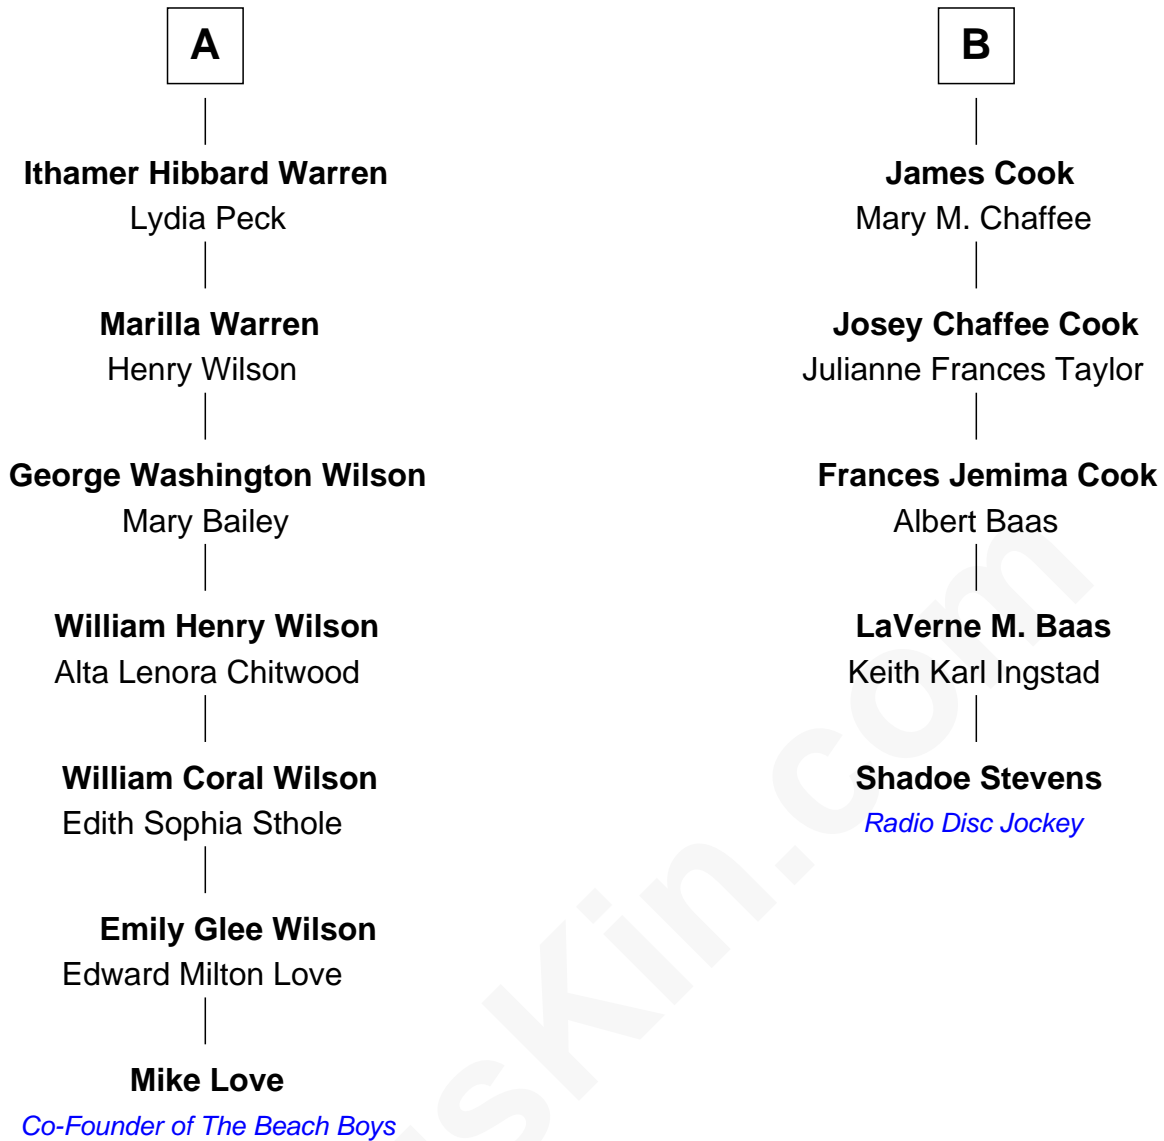 A
Ithamer Hibbard Warren
Lydia Peck
Marilla Warren
Henry Wilson
George Washington Wilson
Mary Bailey
William Henry Wilson
Alta Lenora Chitwood
William Coral Wilson
Edith Sophia Sthole
Emily Glee Wilson
Edward Milton Love
Mike Love
Co-Founder of The Beach Boys
B
James Cook
Mary M. Chaffee
Josey Chaffee Cook
Julianne Frances Taylor
Frances Jemima Cook
Albert Baas
LaVerne M. Baas
Keith Karl Ingstad
Shadoe Stevens
Radio Disc Jockey
sKin.com